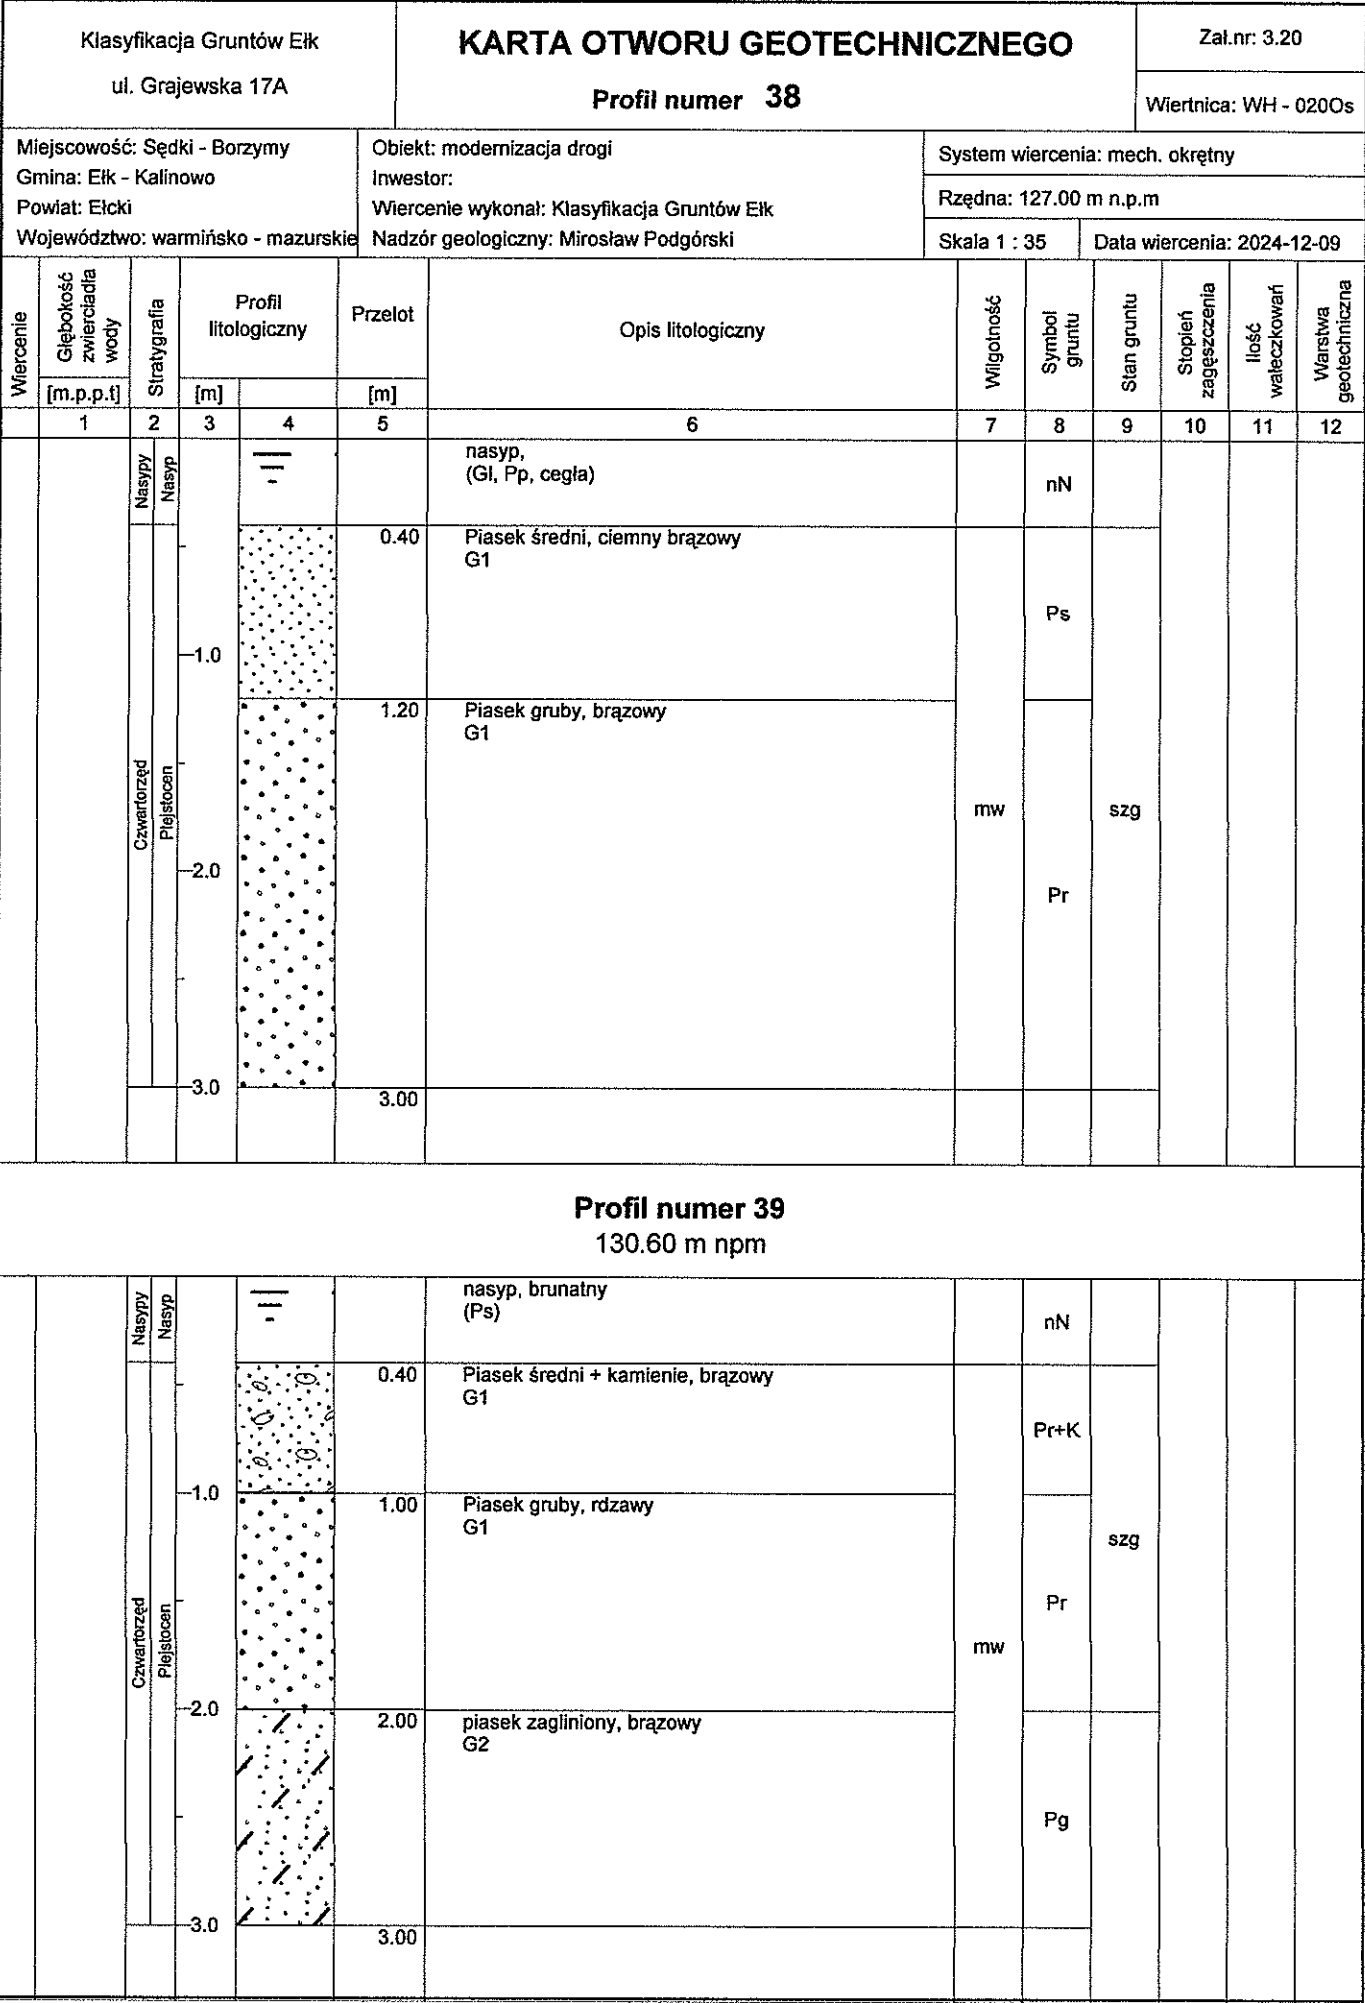 Klasyfikacja Gruntów Ełk
ul. Grajewska 17A
KARTA OTWORU GEOTECHNICZNEGO
Profil numer 38
Zał.nr: 3.20
Wiertnica: WH - 020Os
Miejscowość: Sędki - Borzymy
Gmina: Ełk - Kalinowo
Powiat: Ełcki
Województwo: warmińsko - mazurskie
Obiekt: modernizacja drogi
Inwestor:
Wiercenie wykonał: Klasyfikacja Gruntów Ełk
Nadzór geologiczny: Mirosław Podgórski
System wiercenia: mech. okrętny
Rzędna: 127.00 m n.p.m
Skala 1 : 35
Data wiercenia: 2024-12-09
Wiercenie
Głębokość
zwierciadła
wody
[m.p.p.t]
Stratygrafia
Profil
litologiczny
[m]
Przelot
[m]
Opis litologiczny
Wilgotność
Symbol
gruntu
Stan gruntu
Stopień
zagęszczenia
Ilość
wałeczkowań
Warstwa
geotechniczna
1 2 3 4 5 6 7 8 9 10 11 12
Nasypy
Nasyp
nasyp,
(Gl, Pp, cegła)
nN
0.40
Piasek średni, ciemny brązowy
G1
Ps
1.0
1.20
Piasek gruby, brązowy
G1
Czwartorzęd
Plejstocen
mw
szg
2.0
Pr
3.0
3.00
Profil numer 39
130.60 m npm
Nasypy
Nasyp
nasyp, brunatny
(Ps)
nN
0.40
Piasek średni + kamienie, brązowy
G1
Pr+K
1.0
1.00
Piasek gruby, rdzawy
G1
szg
Czwartorzęd
Plejstocen
Pr
mw
2.0
2.00
piasek zagliniony, brązowy
G2
Pg
3.0
3.00